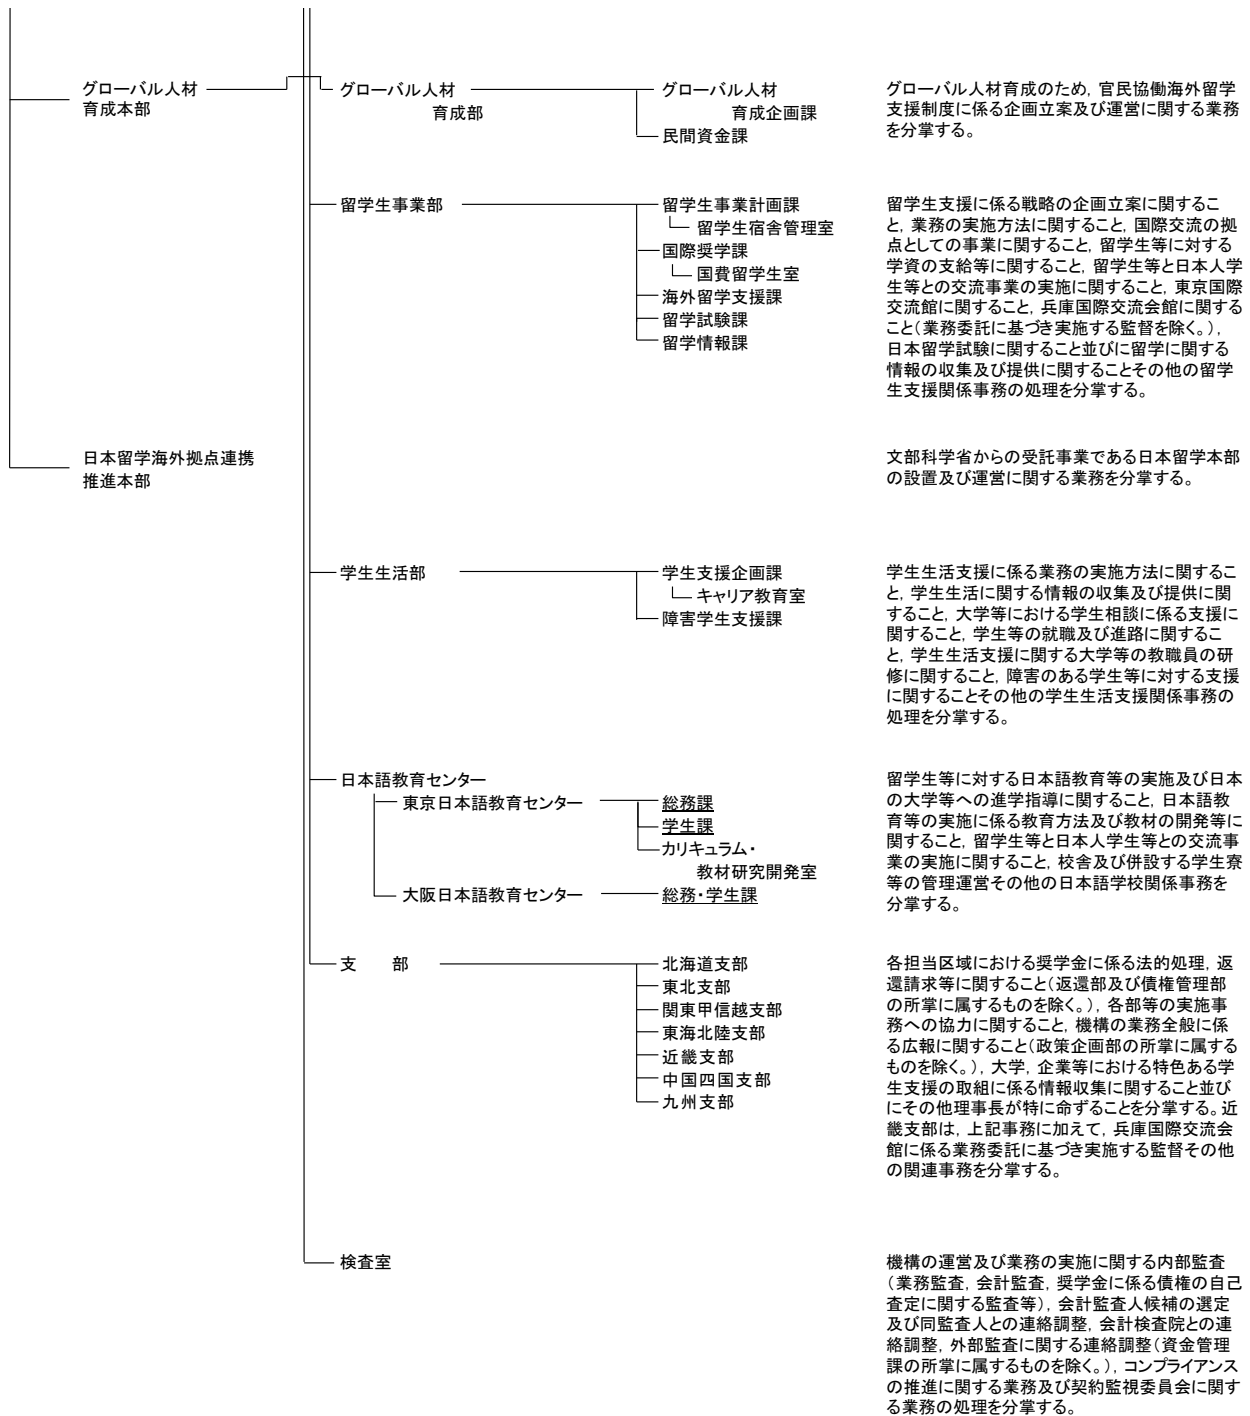 グローバル人材
育成本部
グローバル人材
育成部
グローバル人材
育成企画課
民間資金課
グローバル人材育成のため，官民協働海外留学
支援制度に係る企画立案及び運営に関する業務
を分掌する。
留学生事業部
留学生事業計画課
留学生宿舎管理室
国際奨学課
国費留学生室
海外留学支援課
留学試験課
留学情報課
留学生支援に係る戦略の企画立案に関するこ
と，業務の実施方法に関すること，国際交流の拠
点としての事業に関すること，留学生等に対する
学資の支給等に関すること，留学生等と日本人学
生等との交流事業の実施に関すること，東京国際
交流館に関すること，兵庫国際交流会館に関する
こと（業務委託に基づき実施する監督を除く。），
日本留学試験に関すること並びに留学に関する
情報の収集及び提供に関することその他の留学
生支援関係事務の処理を分掌する。
日本留学海外拠点連携
推進本部
文部科学省からの受託事業である日本留学本部
の設置及び運営に関する業務を分掌する。
学生生活部
学生支援企画課
キャリア教育室
障害学生支援課
学生生活支援に係る業務の実施方法に関するこ
と，学生生活に関する情報の収集及び提供に関
すること，大学等における学生相談に係る支援に
関すること，学生等の就職及び進路に関するこ
と，学生生活支援に関する大学等の教職員の研
修に関すること，障害のある学生等に対する支援
に関することその他の学生生活支援関係事務の
処理を分掌する。
日本語教育センター
東京日本語教育センター
総務課
学生課
カリキュラム・
教材研究開発室
大阪日本語教育センター
総務・学生課
留学生等に対する日本語教育等の実施及び日本
の大学等への進学指導に関すること，日本語教
育等の実施に係る教育方法及び教材の開発等に
関すること，留学生等と日本人学生等との交流事
業の実施に関すること，校舎及び併設する学生寮
等の管理運営その他の日本語学校関係事務を
分掌する。
支　部
北海道支部
東北支部
関東甲信越支部
東海北陸支部
近畿支部
中国四国支部
九州支部
各担当区域における奨学金に係る法的処理，返
還請求等に関すること（返還部及び債権管理部
の所掌に属するものを除く。），各部等の実施事
務への協力に関すること，機構の業務全般に係
る広報に関すること（政策企画部の所掌に属する
ものを除く。），大学，企業等における特色ある学
生支援の取組に係る情報収集に関すること並び
にその他理事長が特に命ずることを分掌する。近
畿支部は，上記事務に加えて，兵庫国際交流会
館に係る業務委託に基づき実施する監督その他
の関連事務を分掌する。
検査室
機構の運営及び業務の実施に関する内部監査
（業務監査，会計監査，奨学金に係る債権の自己
査定に関する監査等），会計監査人候補の選定
及び同監査人との連絡調整，会計検査院との連
絡調整，外部監査に関する連絡調整（資金管理
課の所掌に属するものを除く。），コンプライアンス
の推進に関する業務及び契約監視委員会に関す
る業務の処理を分掌する。